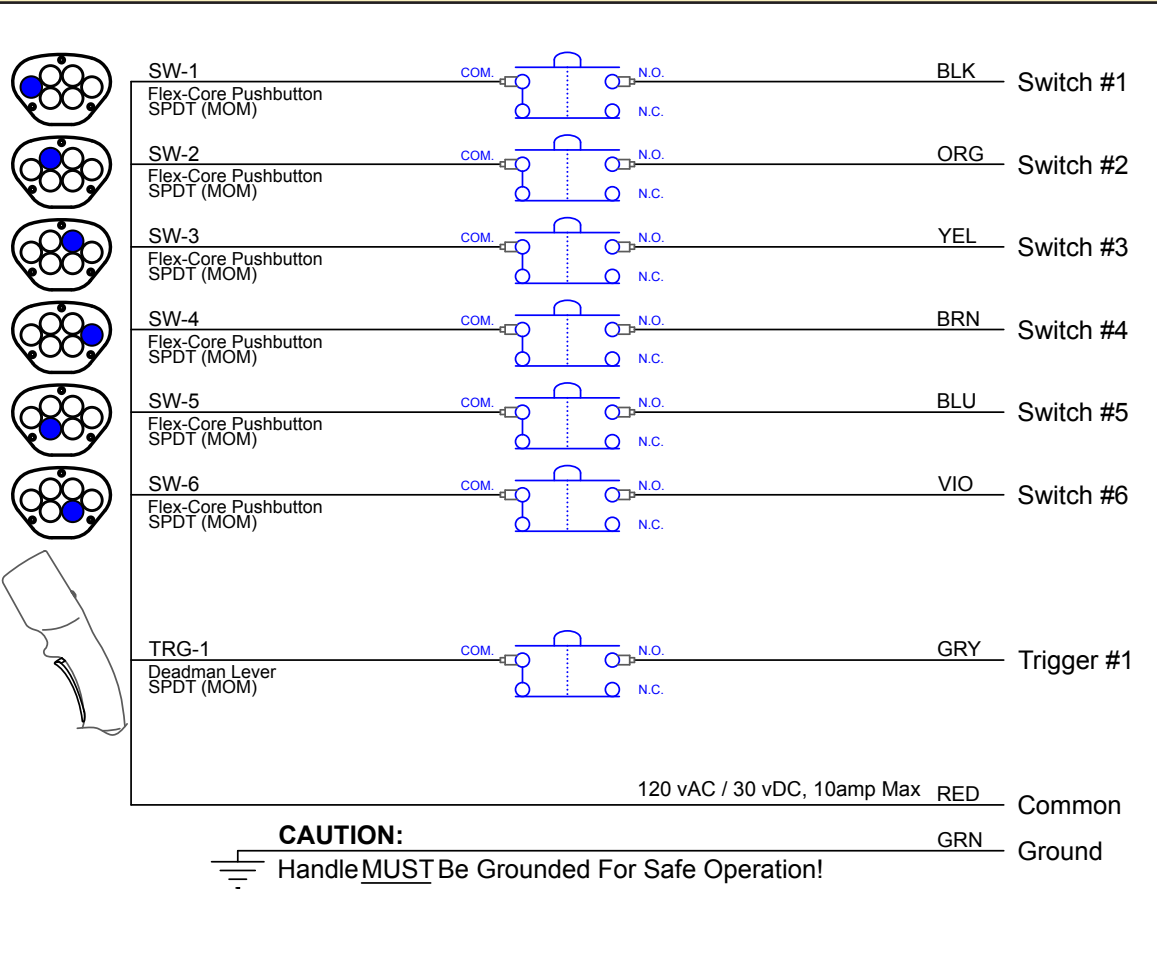 SW-1 COM. N.O. BLK Switch #1
Flex-Core Pushbutton
SPDT (MOM) N.C.
SW-2 COM. N.O. ORG Switch #2
Flex-Core Pushbutton
SPDT (MOM) N.C.
SW-3 COM. N.O. YEL Switch #3
Flex-Core Pushbutton
SPDT (MOM) N.C.
SW-4 COM. N.O. BRN Switch #4
Flex-Core Pushbutton
SPDT (MOM) N.C.
SW-5 COM. N.O. BLU Switch #5
Flex-Core Pushbutton
SPDT (MOM) N.C.
SW-6 COM. N.O. VIO Switch #6
Flex-Core Pushbutton
SPDT (MOM) N.C.
TRG-1 COM. N.O. GRY Trigger #1
Deadman Lever
SPDT (MOM) N.C.
120 vAC / 30 vDC, 10amp Max RED Common
CAUTION: GRN Ground
Handle MUST Be Grounded For Safe Operation!